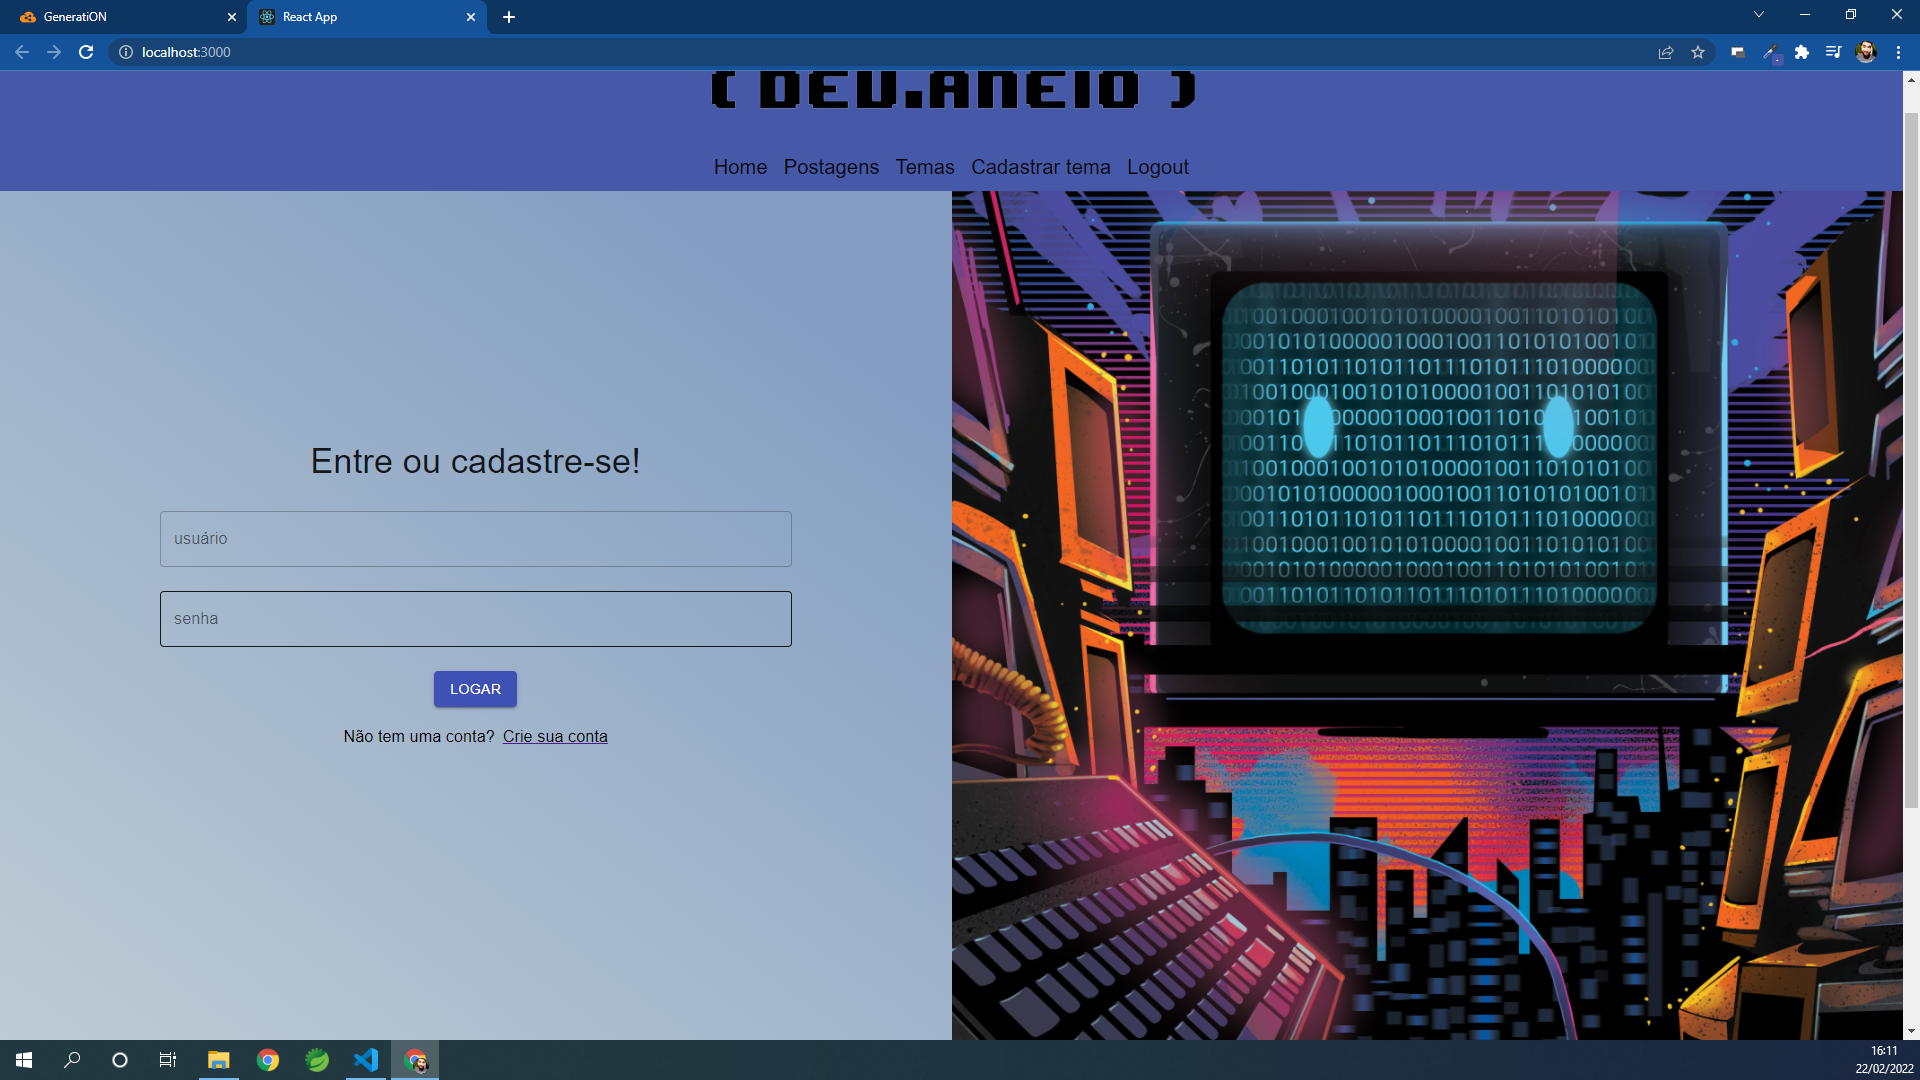 GeneratiON
React App
localhost:3000
( DEV.ANEIO )
Home Postagens Temas Cadastrar tema Logout
Entre ou cadastre-se!
usuário
senha
LOGAR
Não tem uma conta? Crie sua conta
16:11
22/02/2022